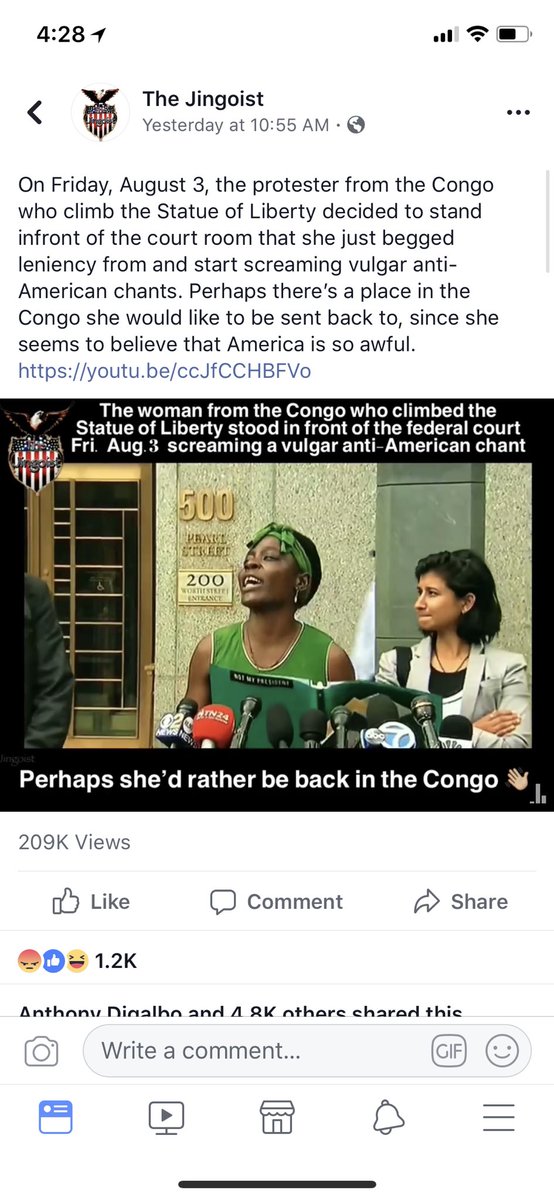 4:28
The Jingoist
Yesterday at 10:55 AM ·
On Friday, August 3, the protester from the Congo
who climb the Statue of Liberty decided to stand
infront of the court room that she just begged
leniency from and start screaming vulgar anti-
American chants. Perhaps there's a place in the
Congo she would like to be sent back to, since she
seems to believe that America is so awful.
https://youtu.be/ccJfCCHBFVo
The woman from the Congo who climbed the
Statue of Liberty stood in front of the federal court
Fri. Aug.3 screaming a vulgar anti-American chant
Jingoist
500
PEARL
STREET
200
WORTH STREET
ENTRANCE
NOT MY PRESIDENT
2
NEWS
NTN24
abc
7
Jingoist
Perhaps she'd rather be back in the Congo 👋🏼
209K Views
Like
Comment
Share
1.2K
Anthony Digalbo and 4.8K others shared this
Write a comment...
GIF